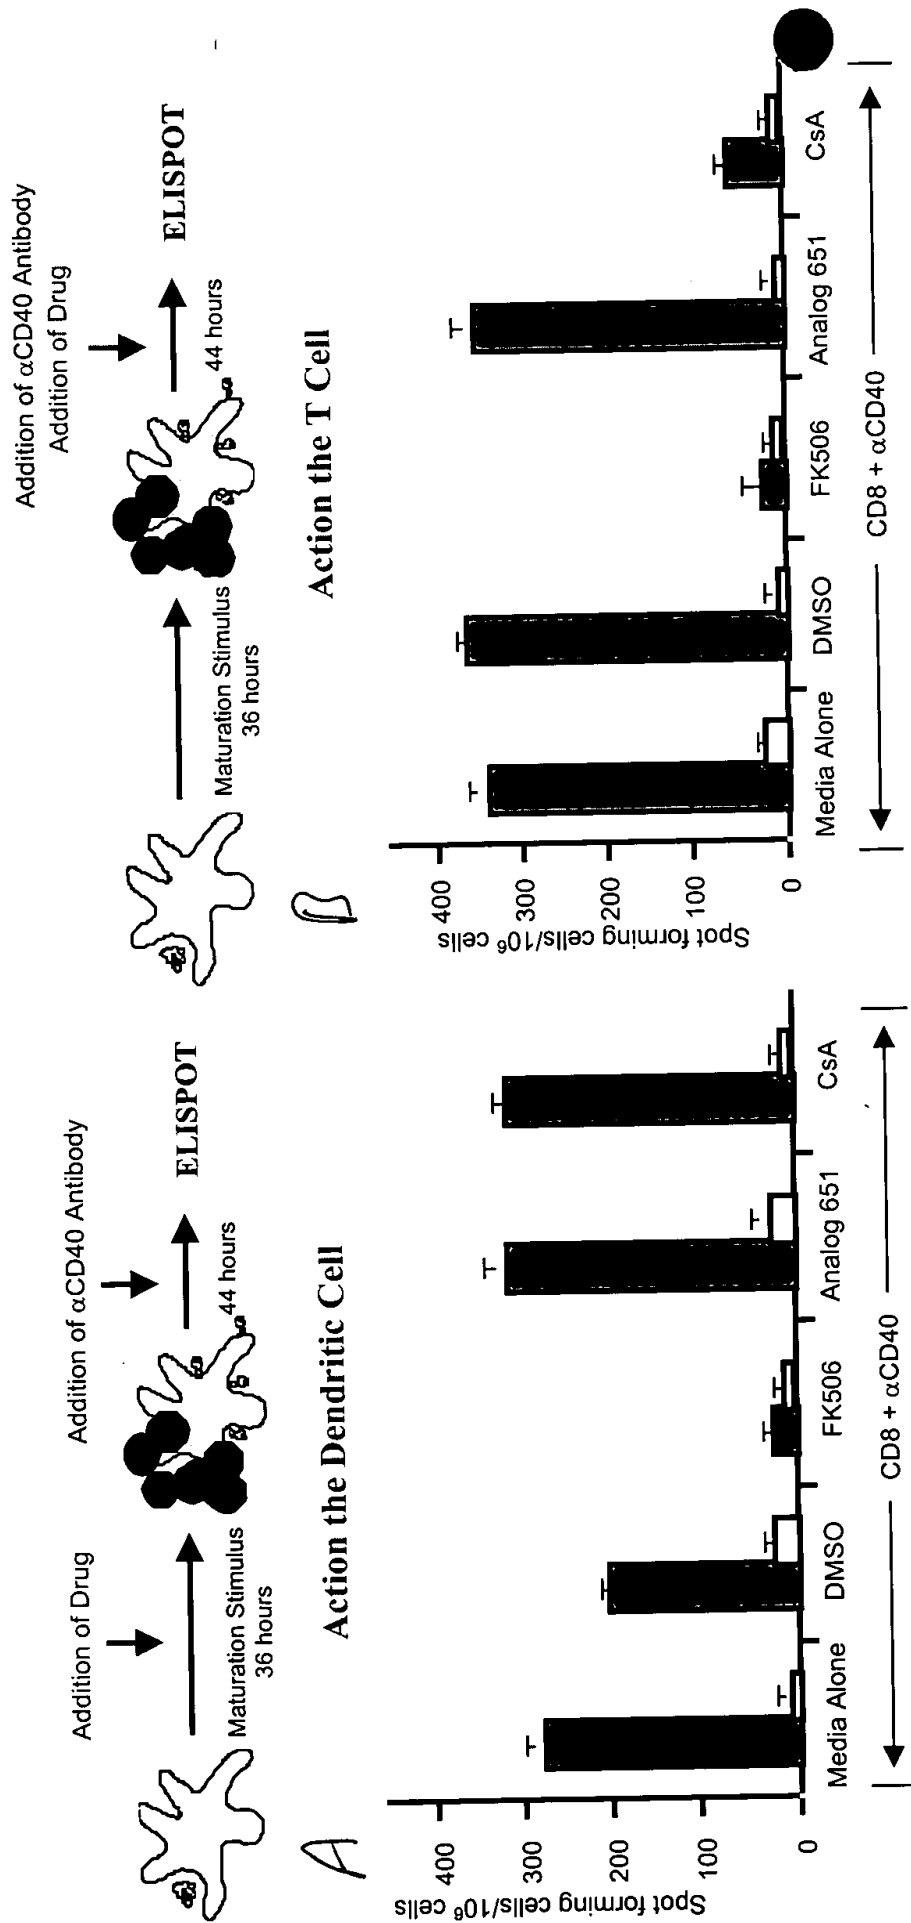 Addition of Drug
Addition of αCD40 Antibody
Maturation Stimulus
36 hours
44 hours
ELISPOT
A
Action the Dendritic Cell
Spot forming cells/10⁶ cells
400
300
200
100
0
Media Alone
DMSO
FK506
Analog 651
CsA
CD8 + αCD40
Addition of αCD40 Antibody
Addition of Drug
Maturation Stimulus
36 hours
44 hours
ELISPOT
B
Action the T Cell
Spot forming cells/10⁶ cells
400
300
200
100
0
Media Alone
DMSO
FK506
Analog 651
CsA
CD8 + αCD40